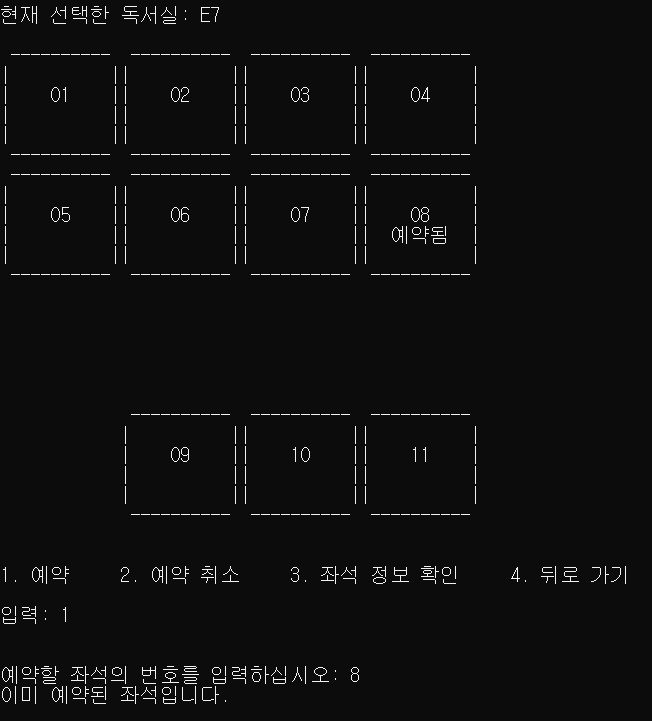 현재 선택한 독서실: E7
01 02 03 04
05 06 07 08
예약됨
09 10 11
1. 예약 2. 예약 취소 3. 좌석 정보 확인 4. 뒤로 가기
입력: 1
예약할 좌석의 번호를 입력하십시오: 8
이미 예약된 좌석입니다.